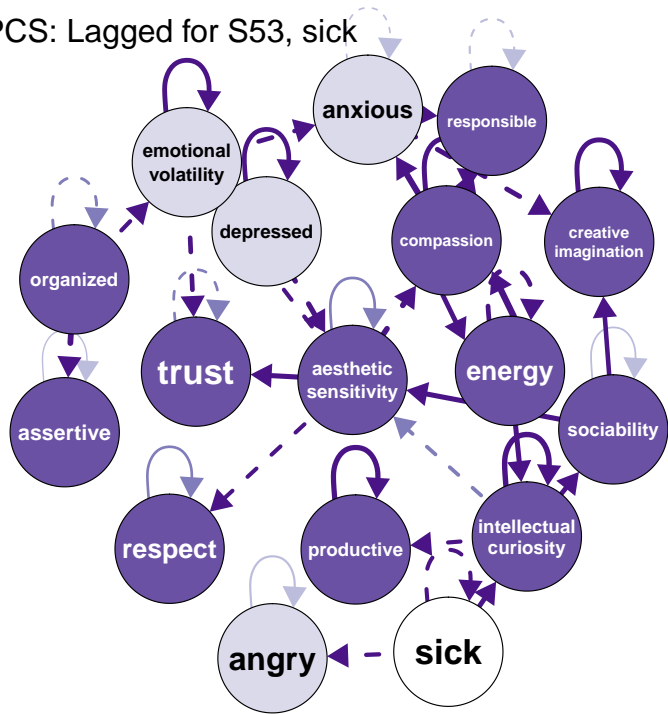 PCS: Lagged for S53, sick
anxious
responsible
emotional
volatility
depressed
compassion
creative
imagination
organized
trust
aesthetic
sensitivity
energy
assertive
sociability
respect
productive
intellectual
curiosity
angry
sick